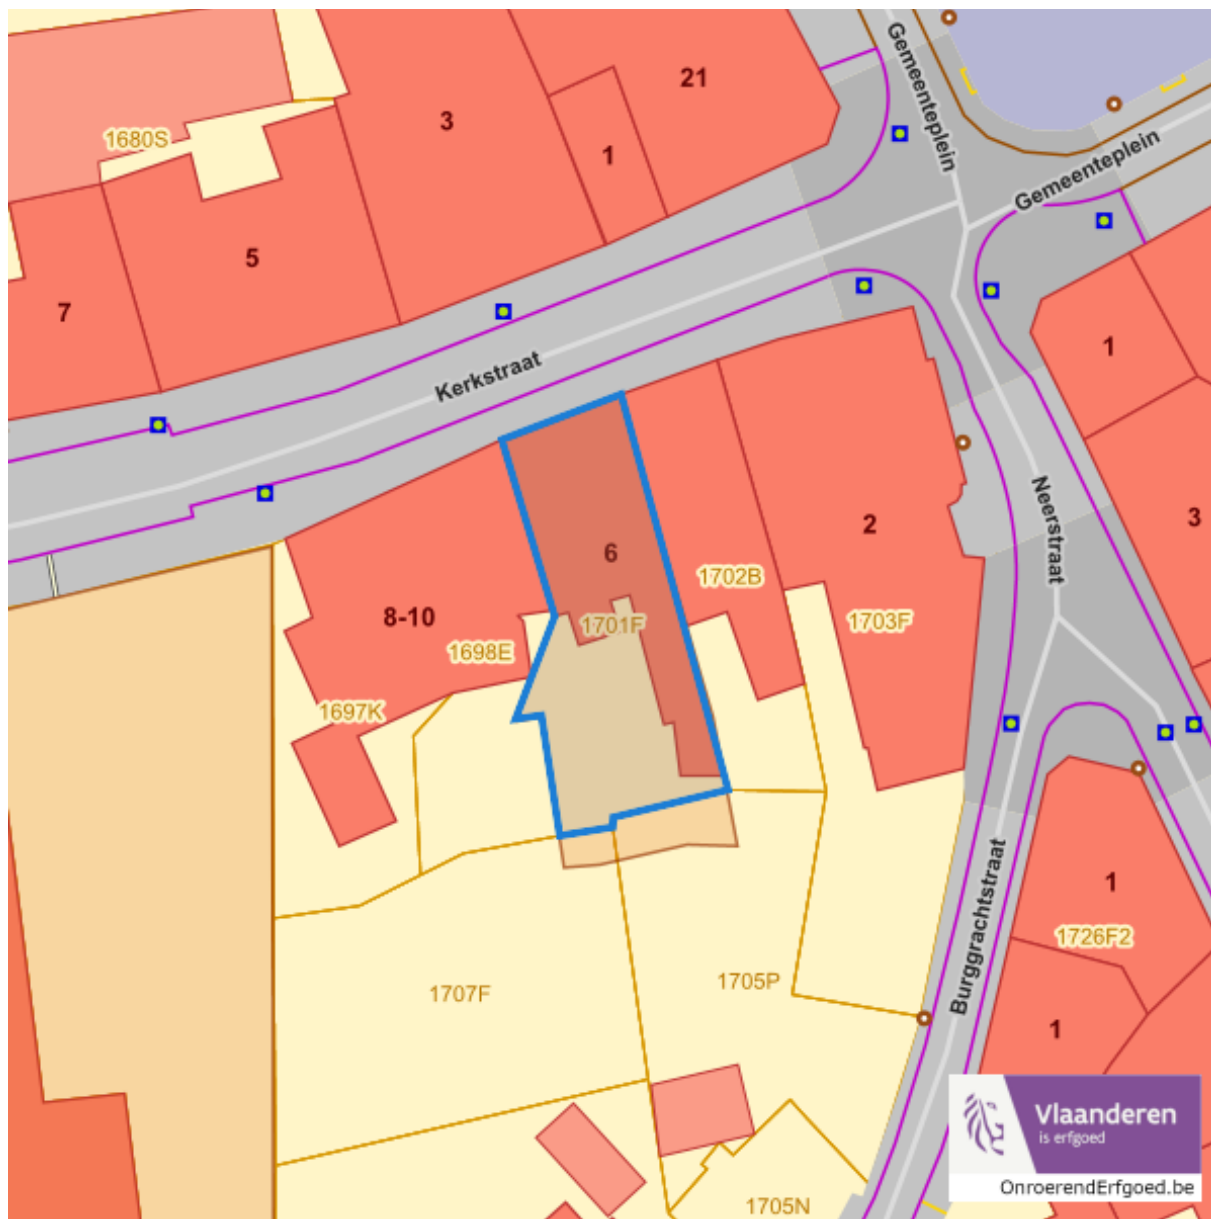 Gemeenteplein
21
3
1680S
1
Gemeenteplein
5
7
1
Kerkstraat
Neerstraat
3
2
6
1702B
8-10
1701F
1703F
1698E
1697K
1
Burggrachtstraat
1726F2
1705P
1707F
1
Vlaanderen
is erfgoed
OnroerendErfgoed.be
1705N